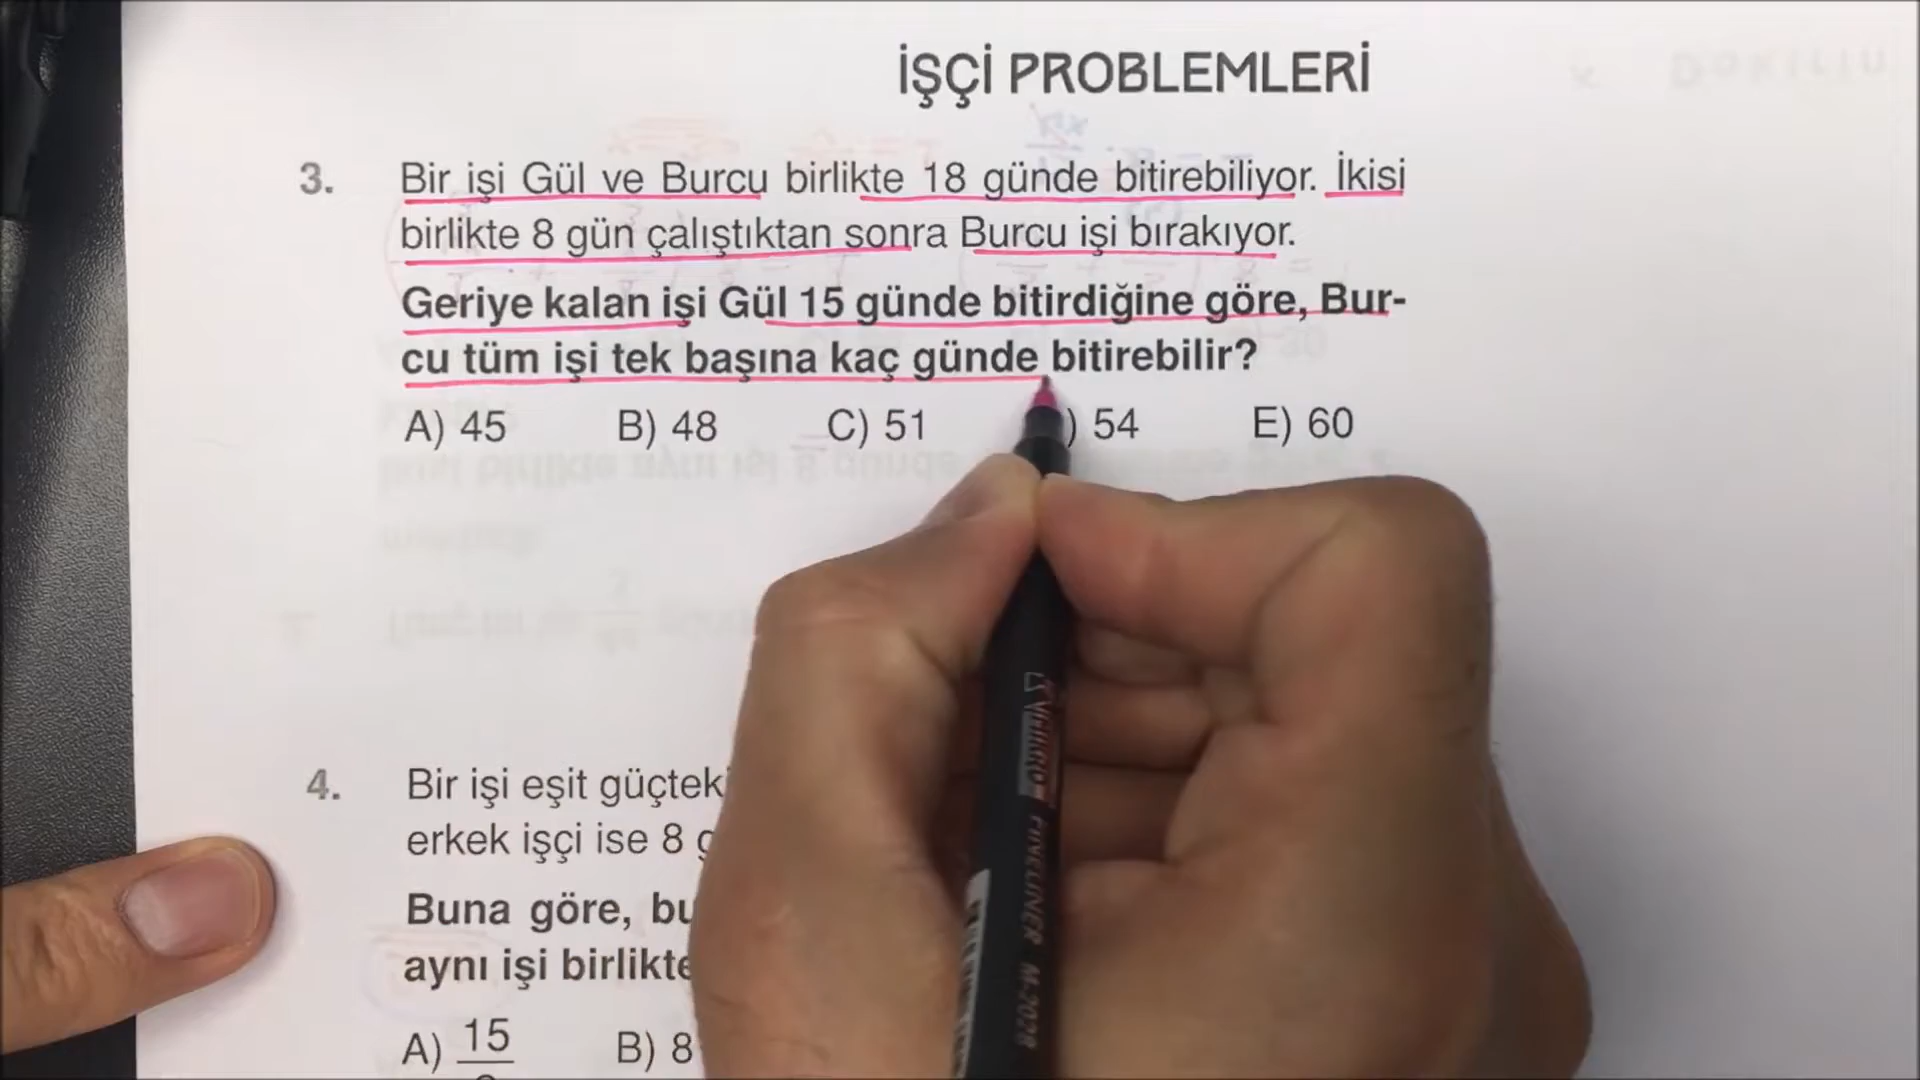 İŞÇİ PROBLEMLERİ
3. Bir işi Gül ve Burcu birlikte 18 günde bitirebiliyor. İkisi
birlikte 8 gün çalıştıktan sonra Burcu işi bırakıyor.
Geriye kalan işi Gül 15 günde bitirdiğine göre, Bur-
cu tüm işi tek başına kaç günde bitirebilir?
A) 45 B) 48 C) 51 ) 54 E) 60
4. Bir işi eşit güçteki
erkek işçi ise 8 g
Buna göre, bu
aynı işi birlikte
A) 15 B) 8
FINELINER M-2028